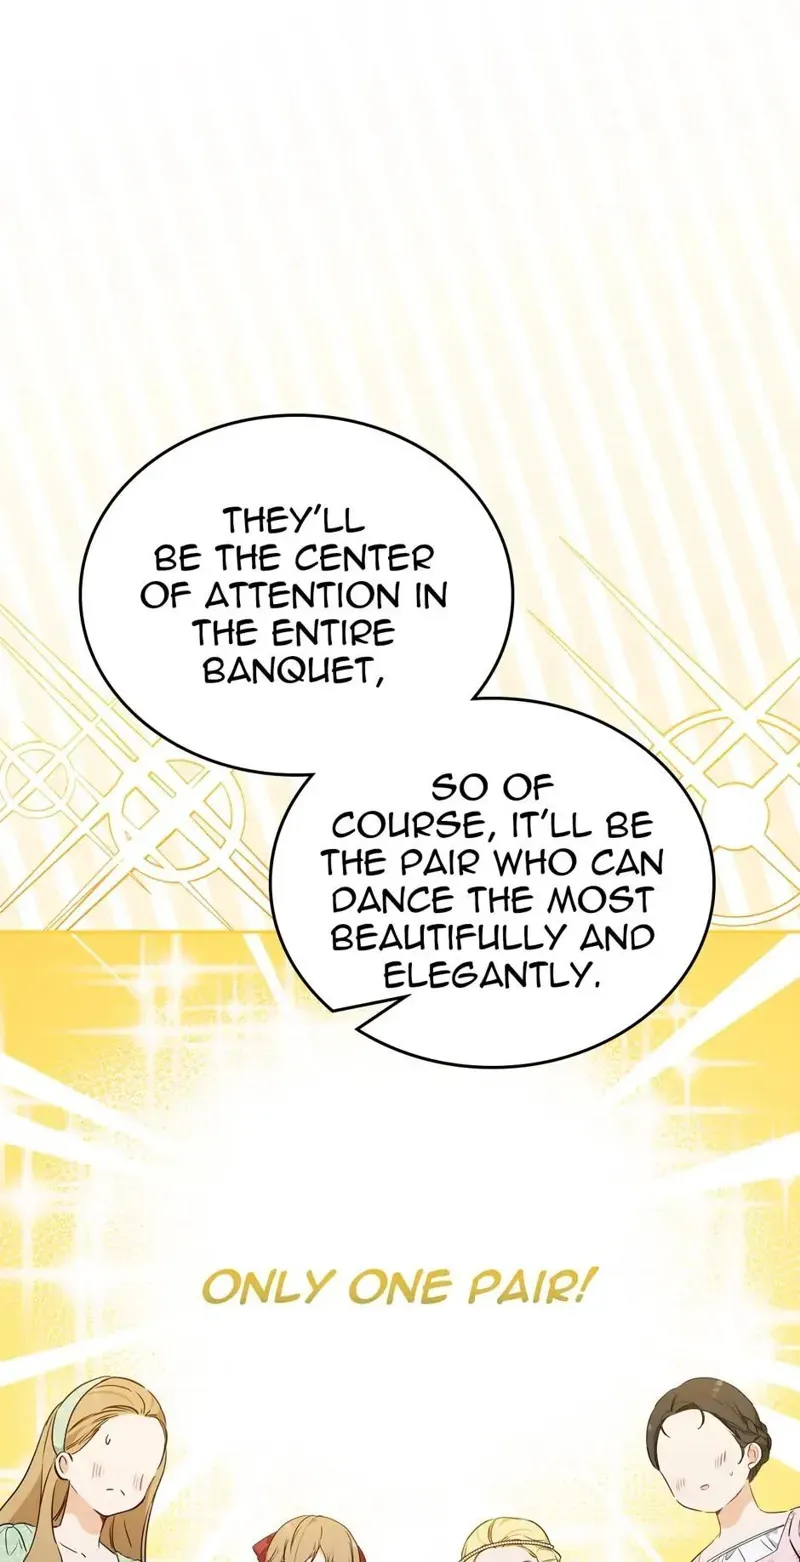 THEY'LL
BE THE CENTER
OF ATTENTION IN
THE ENTIRE
BANQUET,
SO OF
COURSE, IT'LL BE
THE PAIR WHO CAN
DANCE THE MOST
BEAUTIFULLY AND
ELEGANTLY.
ONLY ONE PAIR!